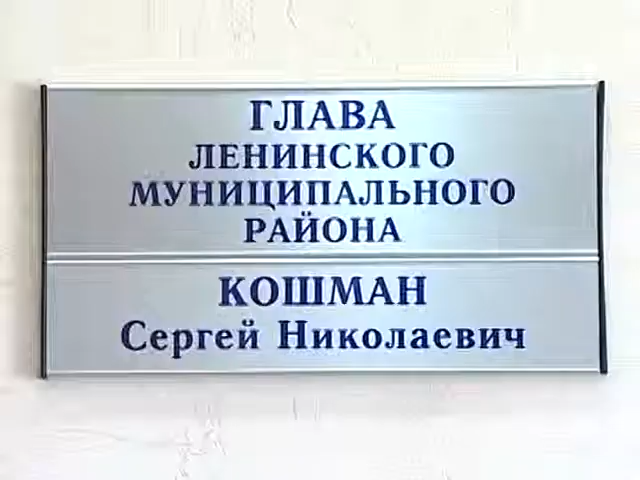 ГЛАВА
ЛЕНИНСКОГО
МУНИЦИПАЛЬНОГО
РАЙОНА
КОШМАН
Сергей Николаевич